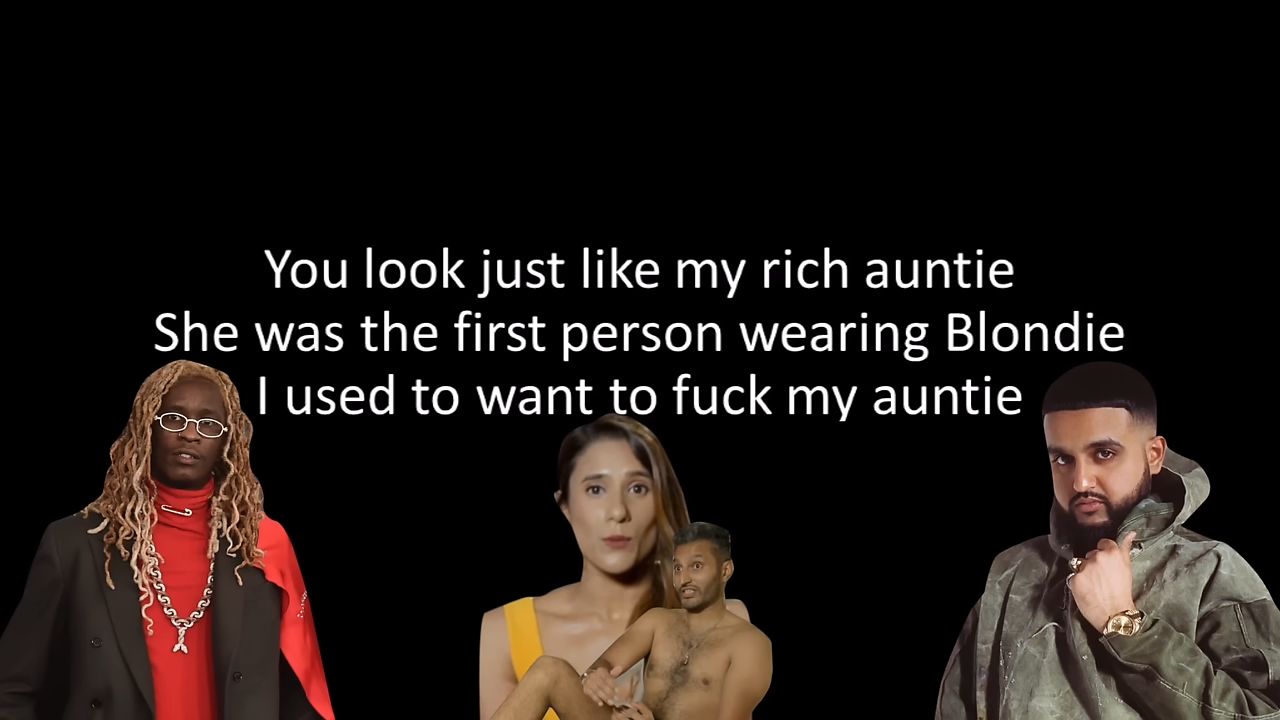 You look just like my rich auntie
She was the first person wearing Blondie
I used to want to fuck my auntie